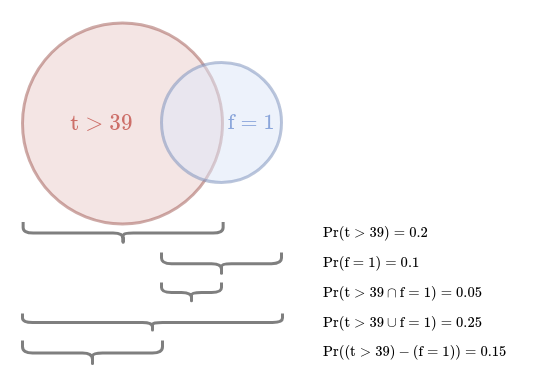 t > 39
f = 1
Pr(t > 39) = 0.2
Pr(f = 1) = 0.1
Pr(t > 39 ∩ f = 1) = 0.05
Pr(t > 39 ∪ f = 1) = 0.25
Pr((t > 39) − (f = 1)) = 0.15